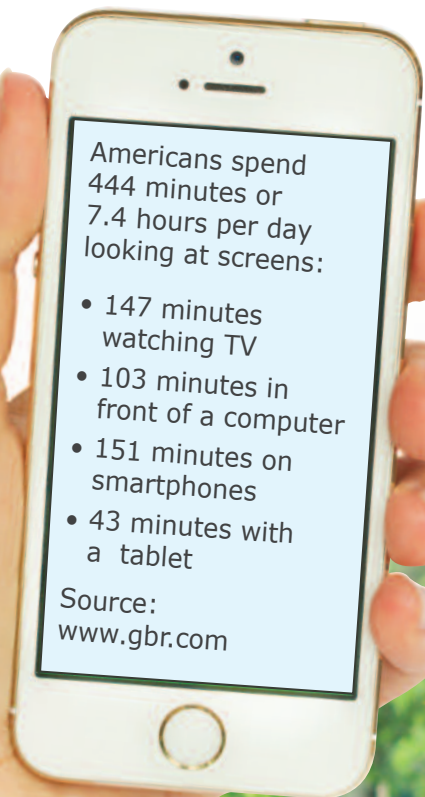 Americans spend
444 minutes or
7.4 hours per day
looking at screens:
• 147 minutes
watching TV
• 103 minutes in
front of a computer
• 151 minutes on
smartphones
• 43 minutes with
a tablet
Source:
www.gbr.com